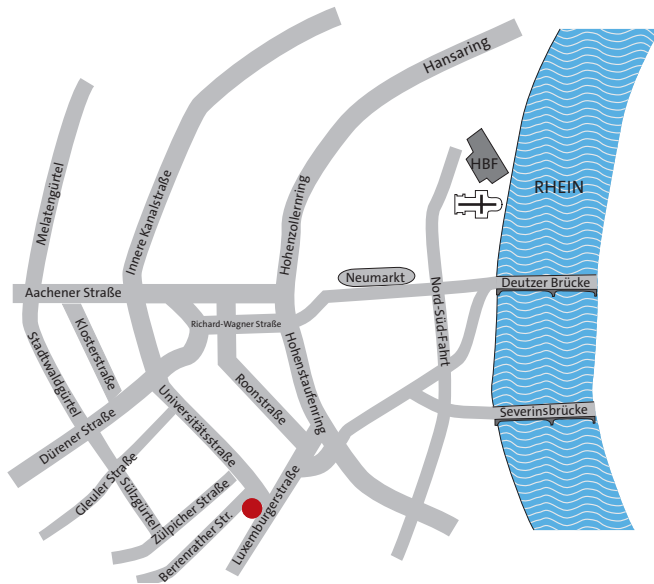 Hansaring
HBF
RHEIN
Melatengürtel
Innere Kanalstraße
Hohenzollernring
Neumarkt
Nord-Süd-Fahrt
Deutzer Brücke
Aachener Straße
Richard-Wagner Straße
Stadtwaldgürtel
Klosterstraße
Hohenstaufenring
Roonstraße
Severinsbrücke
Dürener Straße
Universitätsstraße
Gleuler Straße
Sülzgürtel
Zülpicher Straße
Berrenrather Str.
Luxemburgerstraße